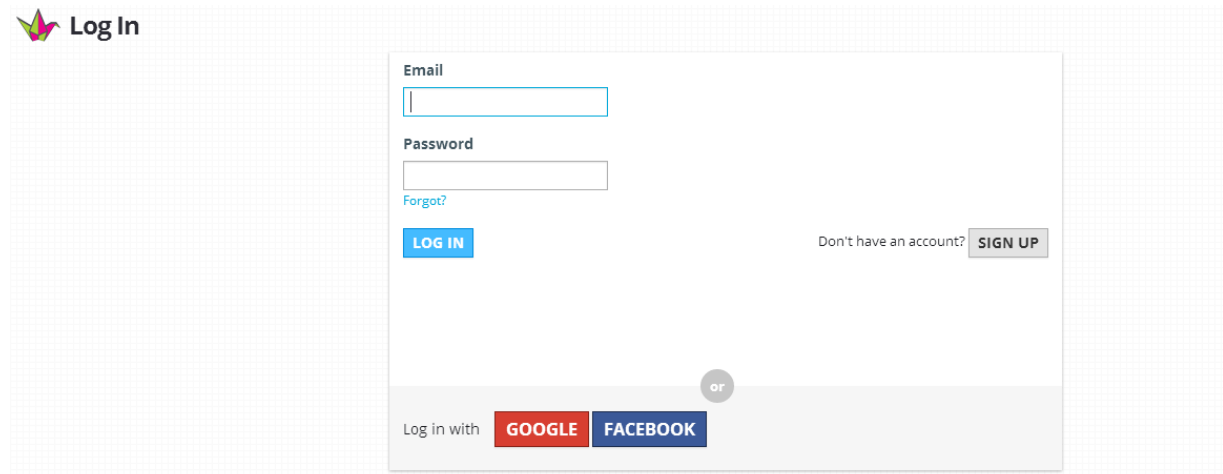 Log In
Email
Password
Forgot?
LOG IN
Don't have an account? SIGN UP
or
Log in with GOOGLE FACEBOOK